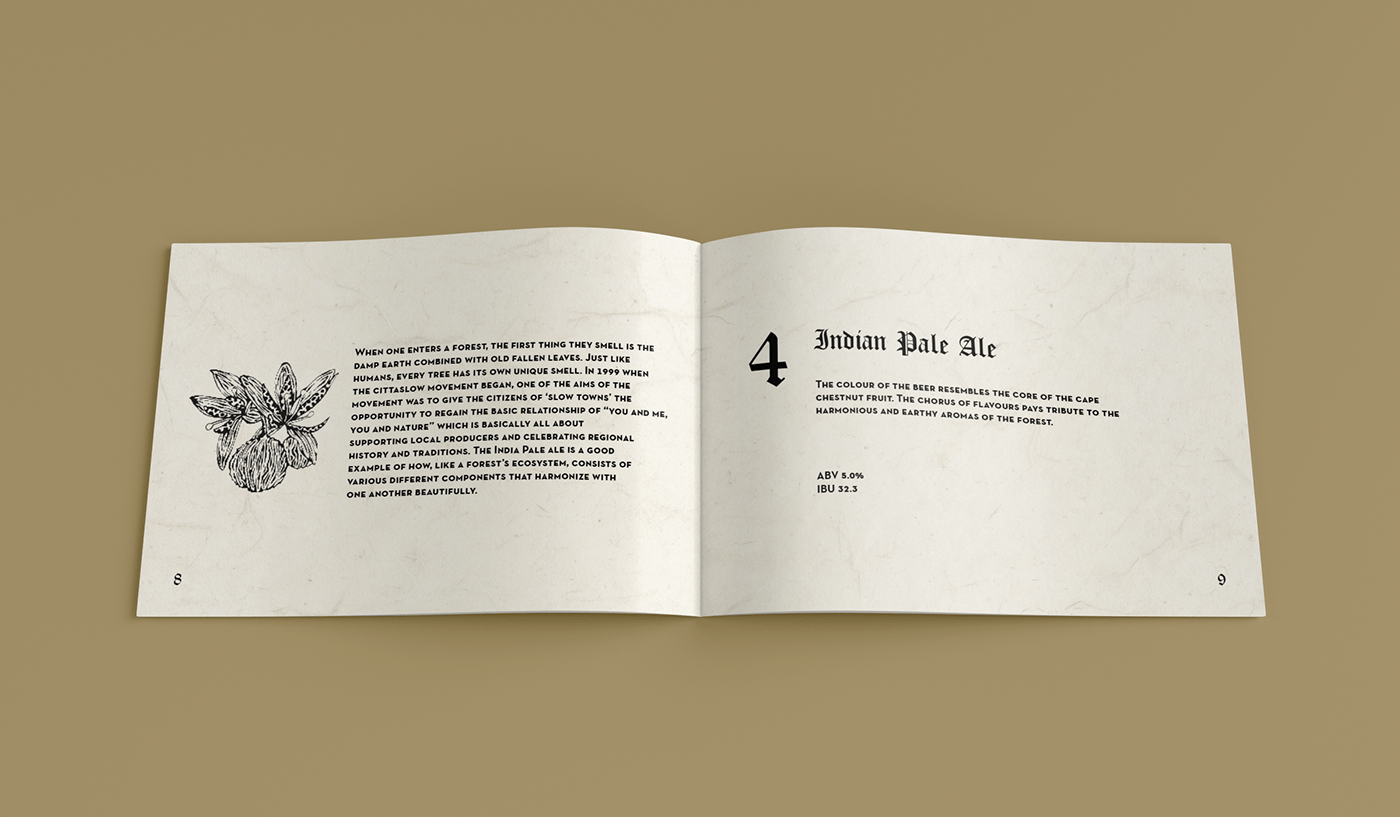 When one enters a forest, the first thing they smell is the
damp earth combined with old fallen leaves. Just like
humans, every tree has its own unique smell. In 1999 when
the cittaslow movement began, one of the aims of the
movement was to give the citizens of ‘slow towns’ the
opportunity to regain the basic relationship of “you and me,
you and nature” which is basically all about
supporting local producers and celebrating regional
history and traditions. The India Pale ale is a good
example of how, like a forest’s ecosystem, consists of
various different components that harmonize with
one another beautifully.
8
4
Indian Pale Ale
The colour of the beer resembles the core of the cape
chestnut fruit. The chorus of flavours pays tribute to the
harmonious and earthy aromas of the forest.
ABV 5.0%
IBU 32.3
9